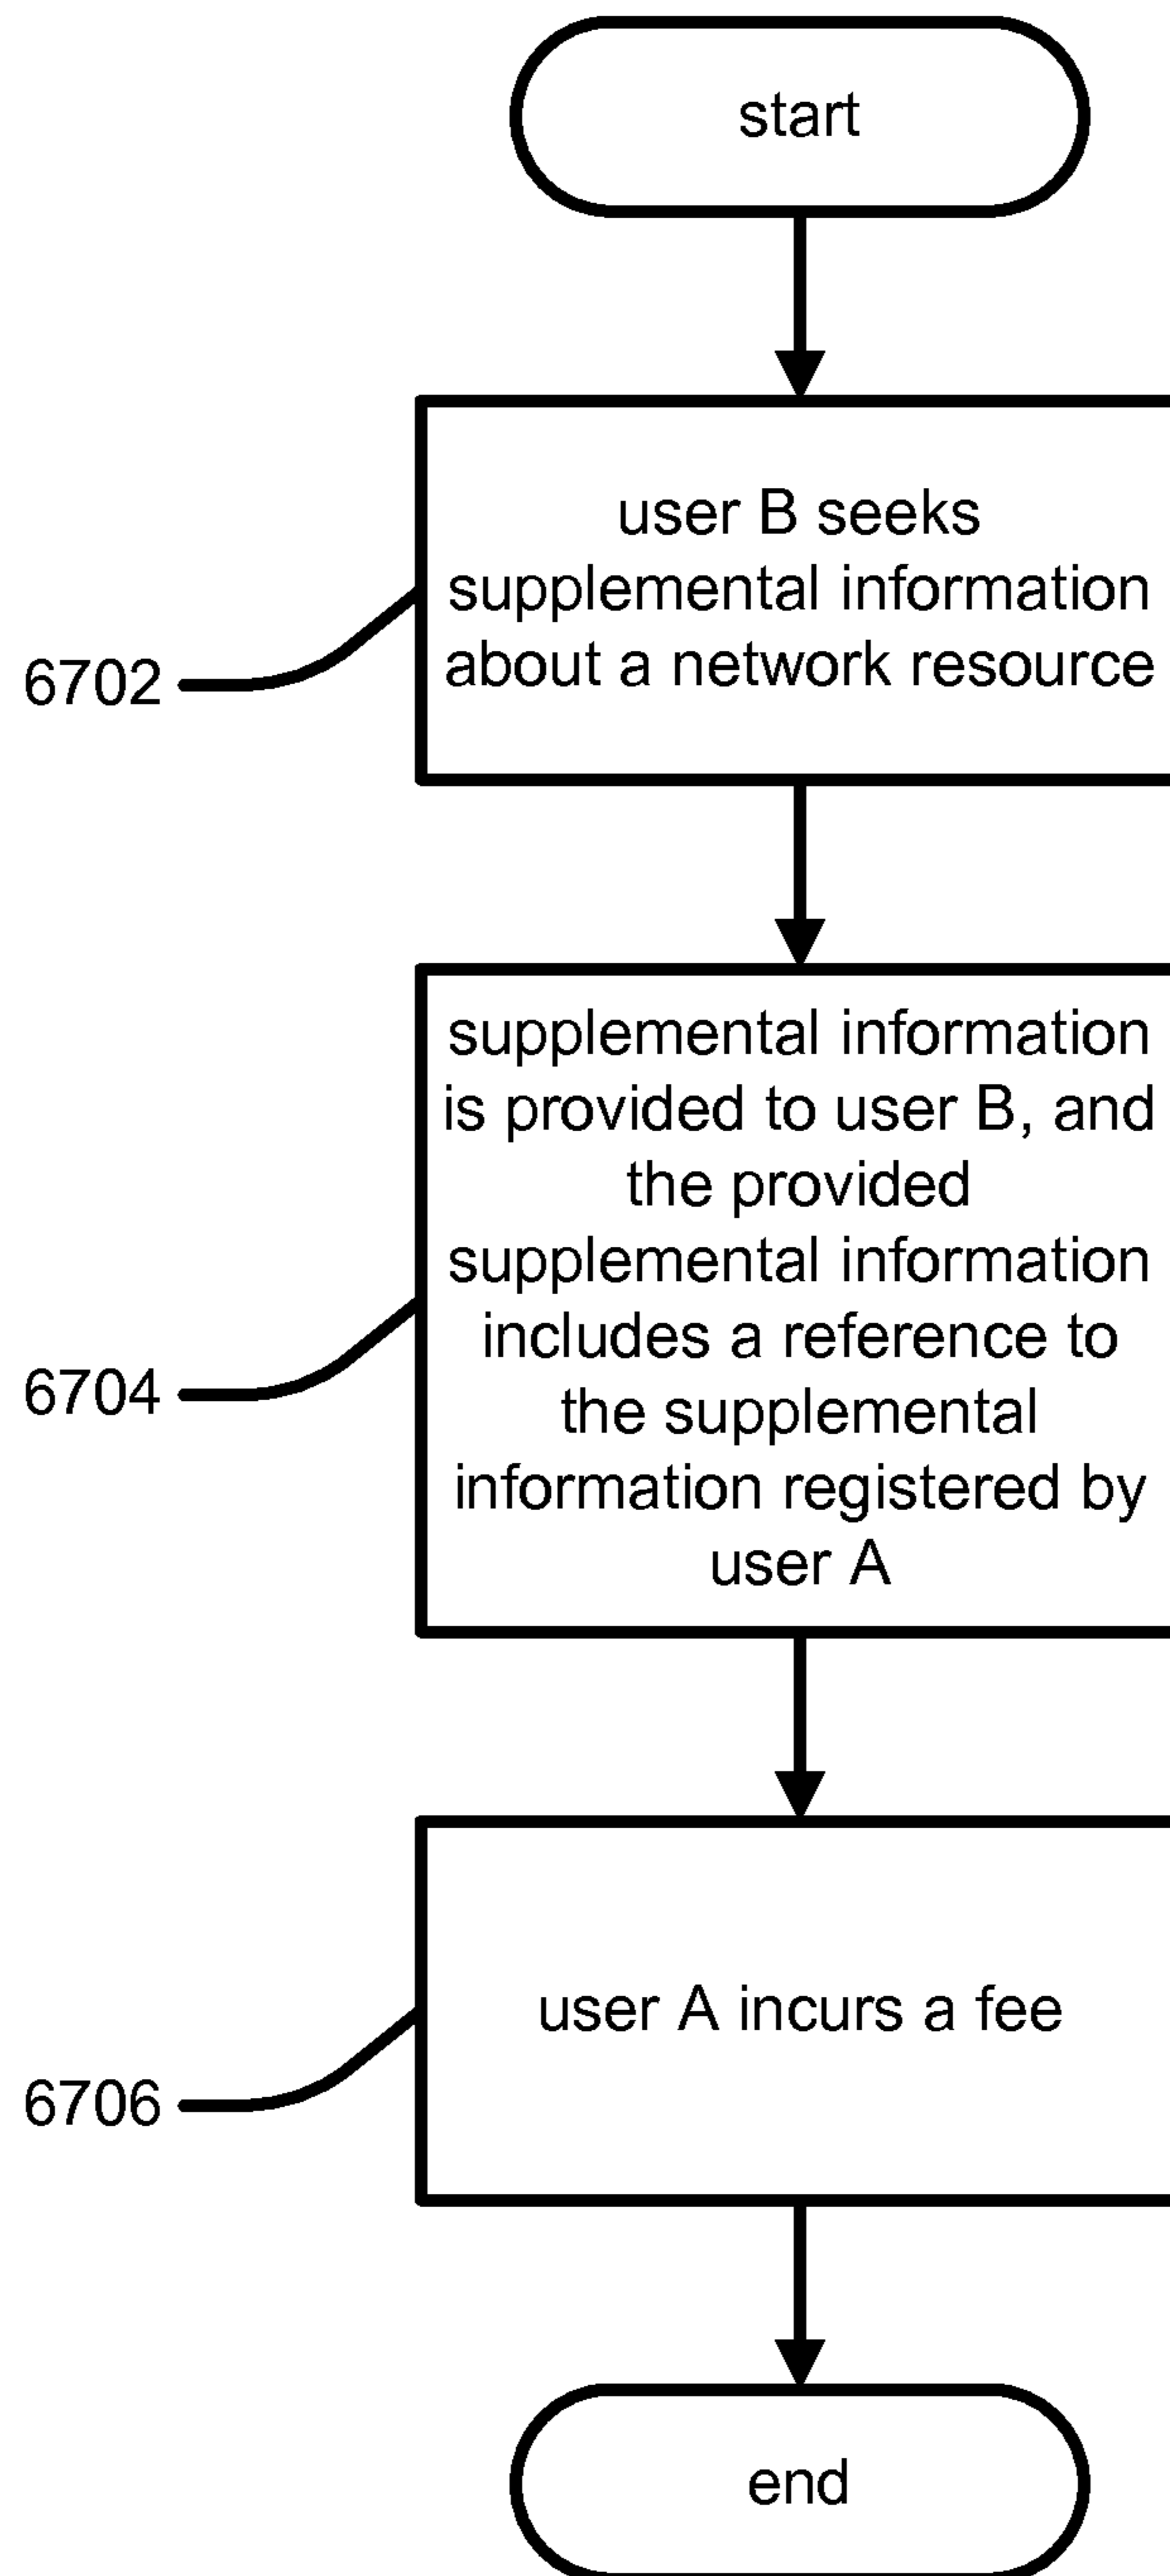 start
user B seeks
supplemental information
about a network resource
6702
supplemental information
is provided to user B, and
the provided
supplemental information
includes a reference to
the supplemental
information registered by
user A
6704
user A incurs a fee
6706
end